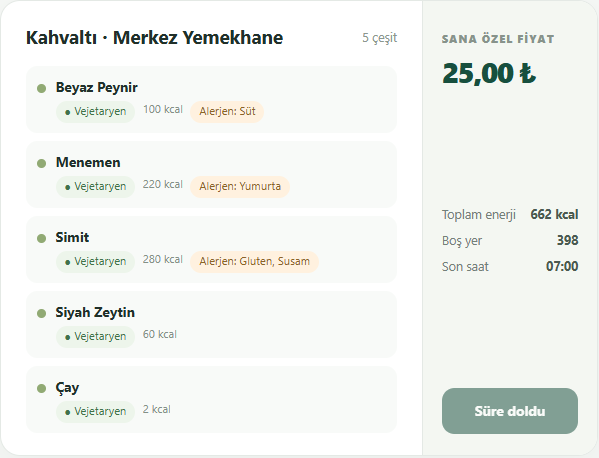 Kahvaltı · Merkez Yemekhane
5 çeşit
Beyaz Peynir
● Vejetaryen 100 kcal Alerjen: Süt
Menemen
● Vejetaryen 220 kcal Alerjen: Yumurta
Simit
● Vejetaryen 280 kcal Alerjen: Gluten, Susam
Siyah Zeytin
● Vejetaryen 60 kcal
Çay
● Vejetaryen 2 kcal
SANA ÖZEL FİYAT
25,00 ₺
Toplam enerji 662 kcal
Boş yer 398
Son saat 07:00
Süre doldu